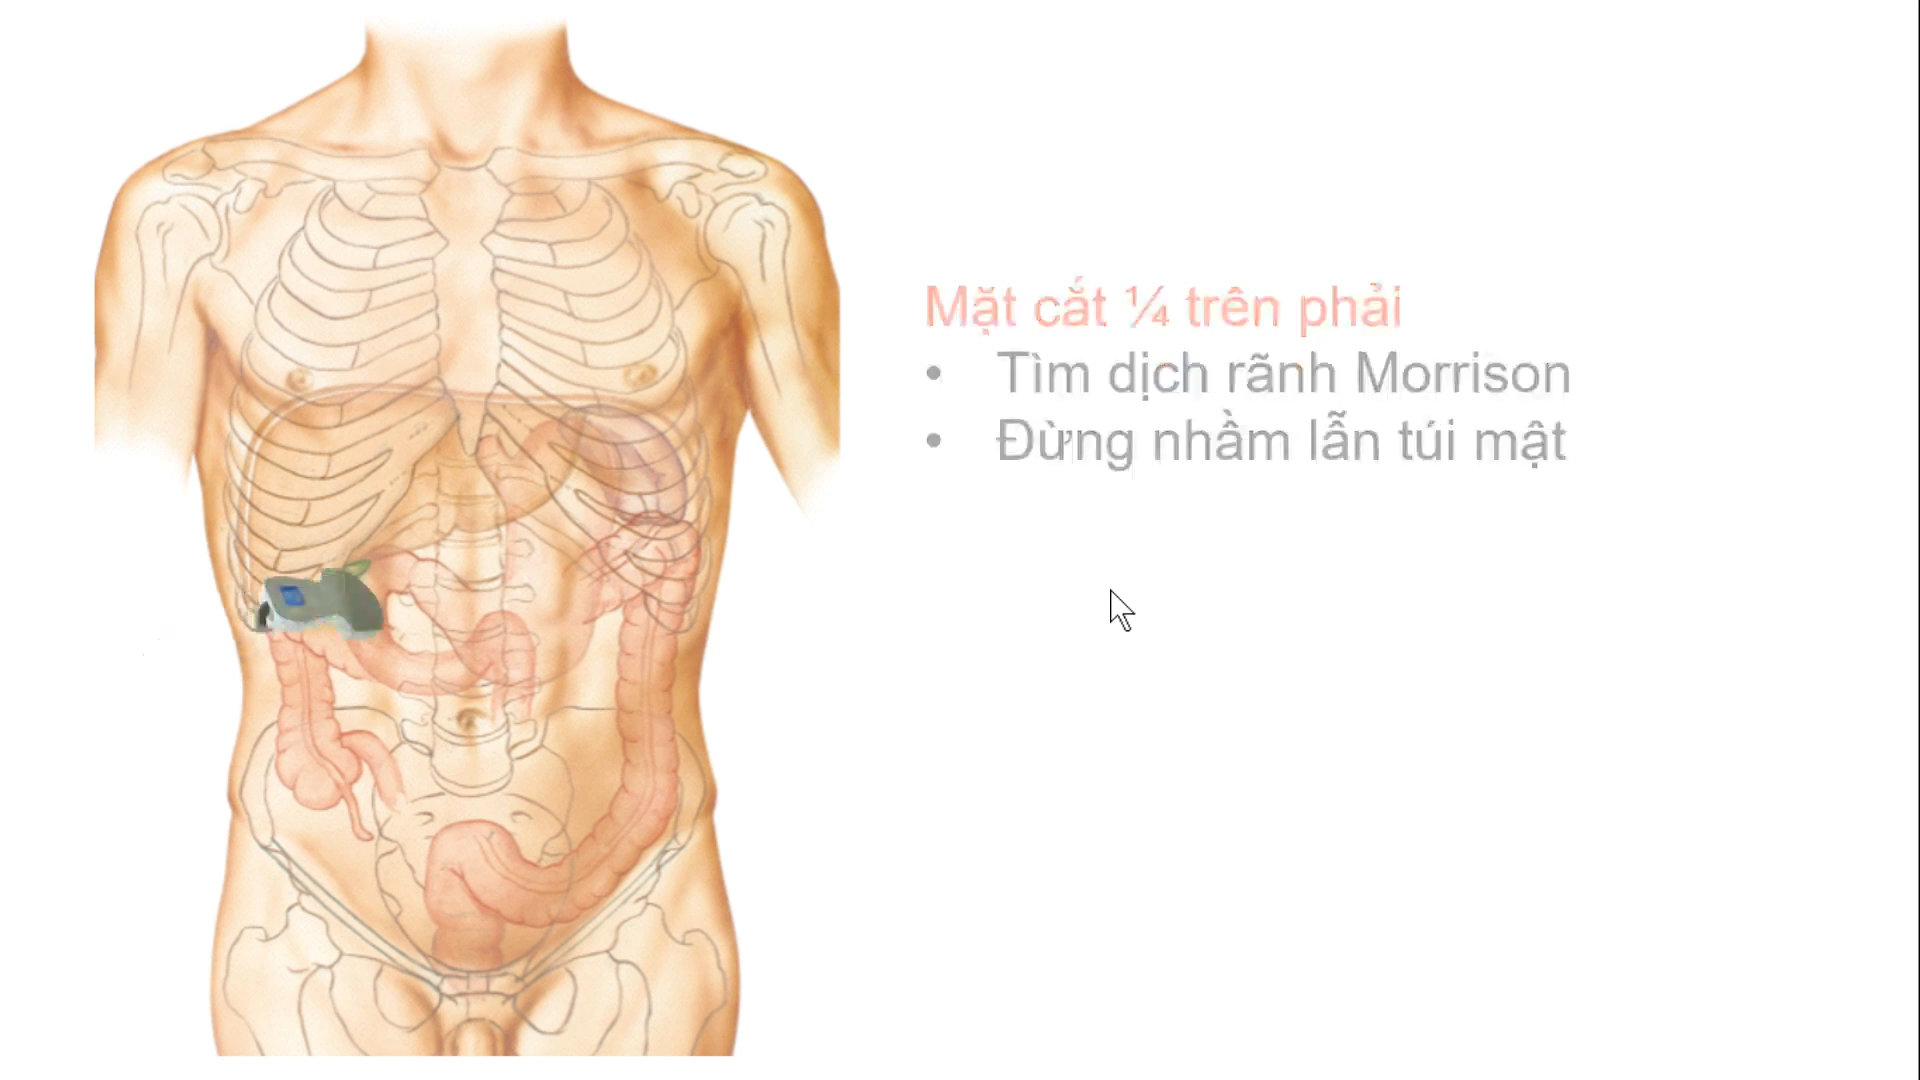 Mặt cắt ¼ trên phải
• Tìm dịch rãnh Morrison
• Đừng nhầm lẫn túi mật